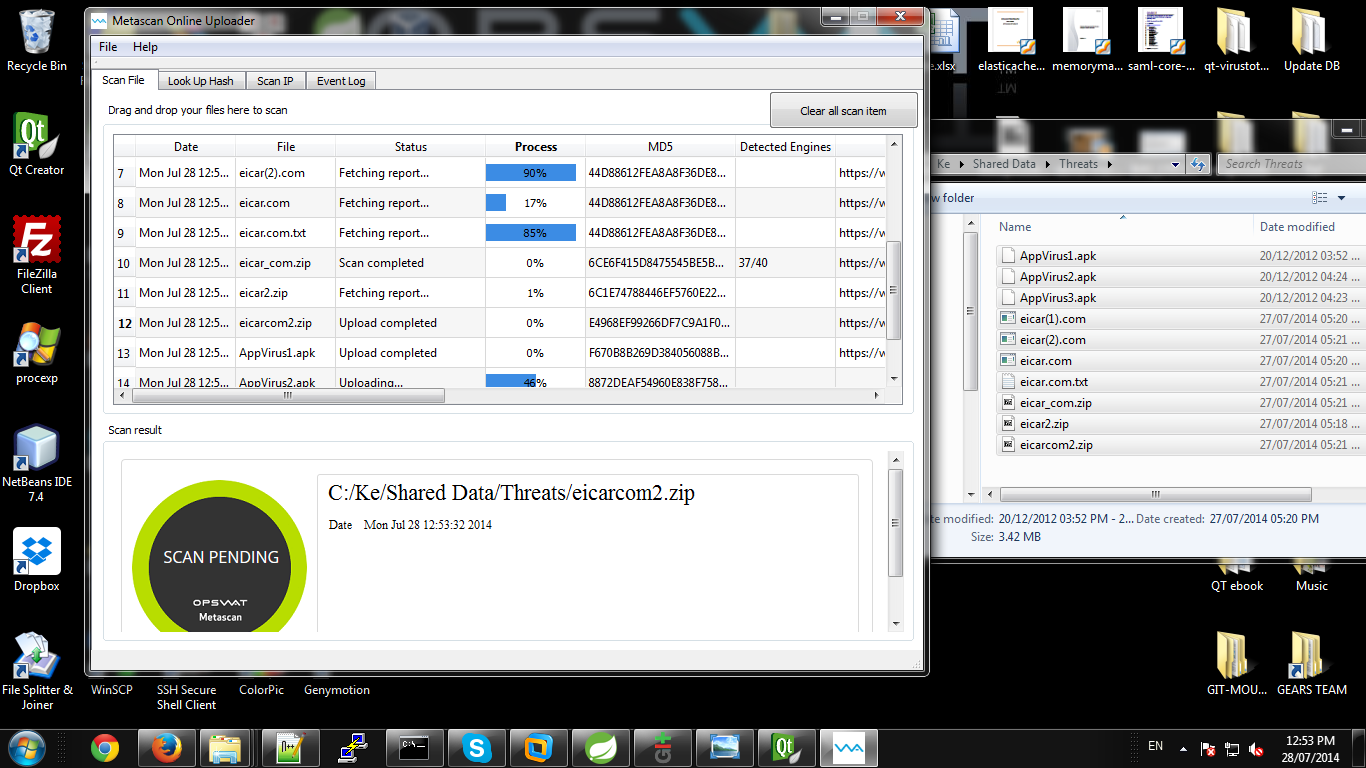 Metascan Online Uploader
File Help
Scan File Look Up Hash Scan IP Event Log
Drag and drop your files here to scan
Clear all scan item
Date File Status Process MD5 Detected Engines
7 Mon Jul 28 12:5... eicar(2).com Fetching report... 90% 44D88612FEA8A8F36DE8... https://w
8 Mon Jul 28 12:5... eicar.com Fetching report... 17% 44D88612FEA8A8F36DE8... https://w
9 Mon Jul 28 12:5... eicar.com.txt Fetching report... 85% 44D88612FEA8A8F36DE8... https://w
10 Mon Jul 28 12:5... eicar_com.zip Scan completed 0% 6CE6F415D8475545BE5B... 37/40 https://w
11 Mon Jul 28 12:5... eicar2.zip Fetching report... 1% 6C1E74788446EF5760E22... https://w
12 Mon Jul 28 12:5... eicarcom2.zip Upload completed 0% E4968EF99266DF7C9A1F0... https://w
13 Mon Jul 28 12:5... AppVirus1.apk Upload completed 0% F670B8B269D384056088B... https://w
14 Mon Jul 28 12:5... AppVirus2.apk Uploading... 46% 8872DEAF54960E838F758...
Scan result
SCAN PENDING
OPSWAT
Metascan
C:/Ke/Shared Data/Threats/eicarcom2.zip
Date Mon Jul 28 12:53:32 2014
Recycle Bin
Qt Creator
FileZilla
Client
procexp
NetBeans IDE
7.4
Dropbox
File Splitter &
Joiner
WinSCP
SSH Secure
Shell Client
ColorPic
Genymotion
e.xlsx
elasticache...
memoryma...
saml-core-...
qt-virustot...
Update DB
Ke Shared Data Threats
Search Threats
w folder
Name Date modified
AppVirus1.apk 20/12/2012 03:52 ...
AppVirus2.apk 20/12/2012 04:24 ...
AppVirus3.apk 20/12/2012 04:23 ...
eicar(1).com 27/07/2014 05:20 ...
eicar(2).com 27/07/2014 05:21 ...
eicar.com 27/07/2014 05:20 ...
eicar.com.txt 27/07/2014 05:21 ...
eicar_com.zip 27/07/2014 05:21 ...
eicar2.zip 27/07/2014 05:18 ...
eicarcom2.zip 27/07/2014 05:21 ...
te modified: 20/12/2012 03:52 PM - 2... Date created: 27/07/2014 05:20 PM
Size: 3.42 MB
QT ebook
Music
GIT-MOU...
GEARS TEAM
EN
12:53 PM
28/07/2014